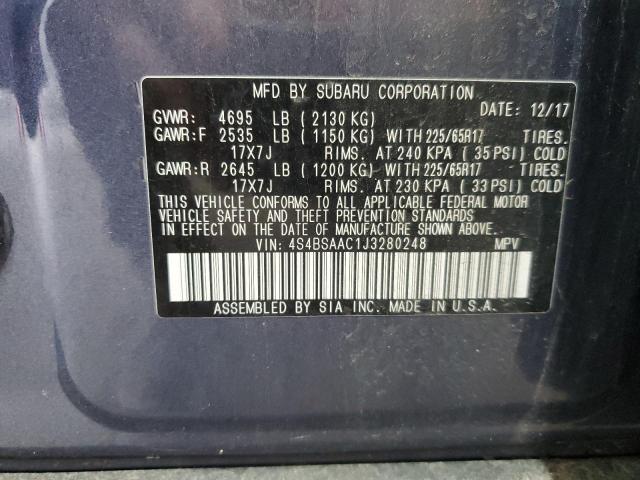 MFD BY SUBARU CORPORATION
GVWR: 4695 LB ( 2130 KG) DATE: 12/17
GAWR:F 2535 LB ( 1150 KG) WITH 225/65R17 TIRES.
17X7J RIMS. AT 240 KPA ( 35 PSI) COLD
GAWR:R 2645 LB ( 1200 KG) WITH 225/65R17 TIRES.
17X7J RIMS. AT 230 KPA ( 33 PSI) COLD
THIS VEHICLE CONFORMS TO ALL APPLICABLE FEDERAL MOTOR
VEHICLE SAFETY AND THEFT PREVENTION STANDARDS
IN EFFECT ON THE DATE OF MANUFACTURE SHOWN ABOVE.
VIN: 4S4BSAAC1J3280248 MPV
ASSEMBLED BY SIA INC. MADE IN U.S.A.